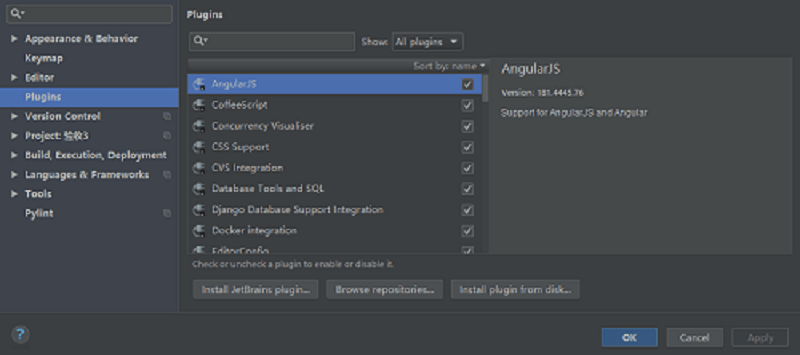 Plugins
Appearance & Behavior
Keymap
Editor
Plugins
Version Control
Project: 验收3
Build, Execution, Deployment
Languages & Frameworks
Tools
Pylint
Show: All plugins
Sort by: name
AngularJS
CoffeeScript
Concurrency Visualiser
CSS Support
CVS Integration
Database Tools and SQL
Django Database Support Integration
Docker integration
EditorConfig
AngularJS
Version: 181.4445.76
Support for AngularJS and Angular
Check or uncheck a plugin to enable or disable it.
Install JetBrains plugin... Browse repositories... Install plugin from disk...
? OK Cancel Apply